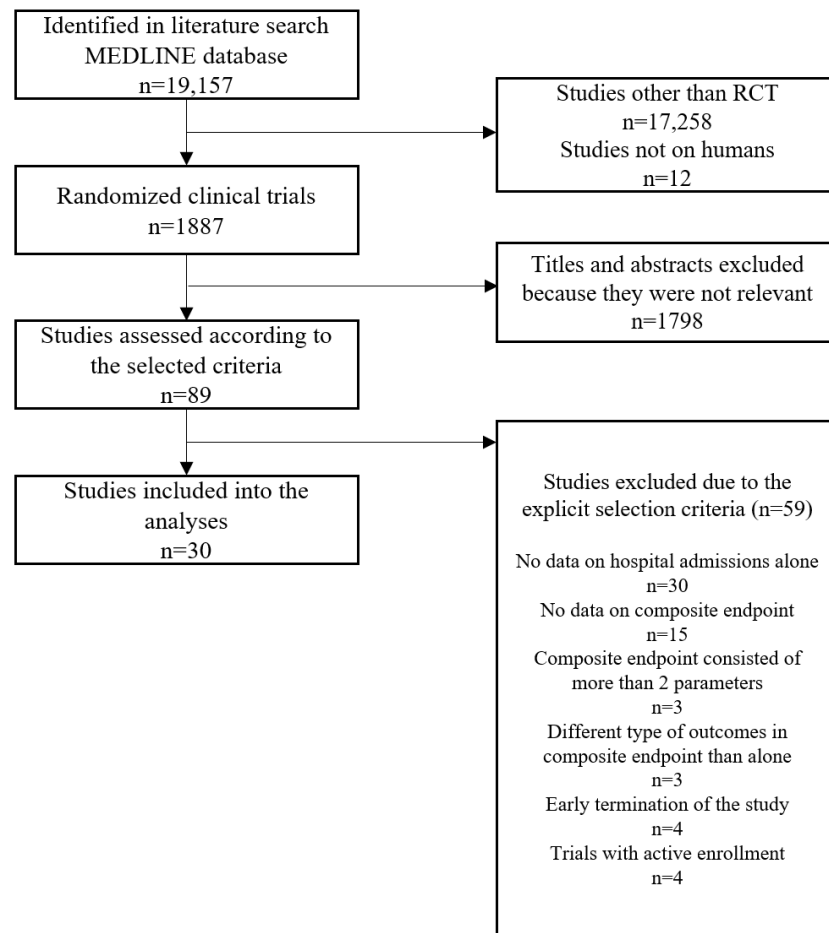 Identified in literature search
MEDLINE database
n=19,157
Studies other than RCT
n=17,258
Studies not on humans
n=12
Randomized clinical trials
n=1887
Titles and abstracts excluded
because they were not relevant
n=1798
Studies assessed according to
the selected criteria
n=89
Studies included into the
analyses
n=30
Studies excluded due to the
explicit selection criteria (n=59)
No data on hospital admissions alone
n=30
No data on composite endpoint
n=15
Composite endpoint consisted of
more than 2 parameters
n=3
Different type of outcomes in
composite endpoint than alone
n=3
Early termination of the study
n=4
Trials with active enrollment
n=4